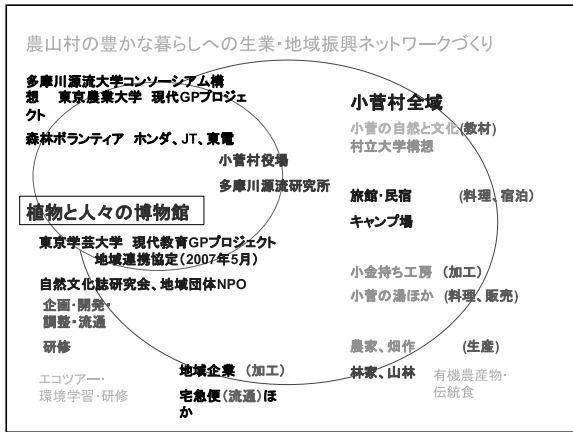 農山村の豊かな暮らしへの生業・地域振興ネットワークづくり
多摩川源流大学コンソーシアム構
想　東京農業大学　現代GPプロジェ
クト
森林ボランティア　ホンダ、JT、東電
小菅村役場
多摩川源流研究所
植物と人々の博物館
東京学芸大学　現代教育GPプロジェクト
地域連携協定(2007年5月)
自然文化誌研究会、地域団体NPO
企画・開発・
調整・流通
研修
エコツアー・
環境学習・研修
地域企業　(加工)
宅急便(流通)ほ
か
小菅村全域
小菅の自然と文化(教材)
村立大学構想
旅館・民宿　(料理、宿泊)
キャンプ場
小金持ち工房　(加工)
小菅の湯ほか　(料理、販売)
農家、畑作　(生産)
林家、山林
有機農産物・
伝統食